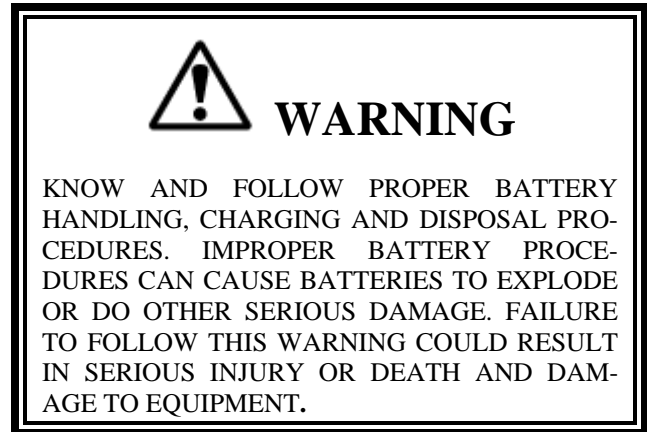 WARNING
KNOW AND FOLLOW PROPER BATTERY
HANDLING, CHARGING AND DISPOSAL PRO-
CEDURES. IMPROPER BATTERY PROCE-
DURES CAN CAUSE BATTERIES TO EXPLODE
OR DO OTHER SERIOUS DAMAGE. FAILURE
TO FOLLOW THIS WARNING COULD RESULT
IN SERIOUS INJURY OR DEATH AND DAM-
AGE TO EQUIPMENT.